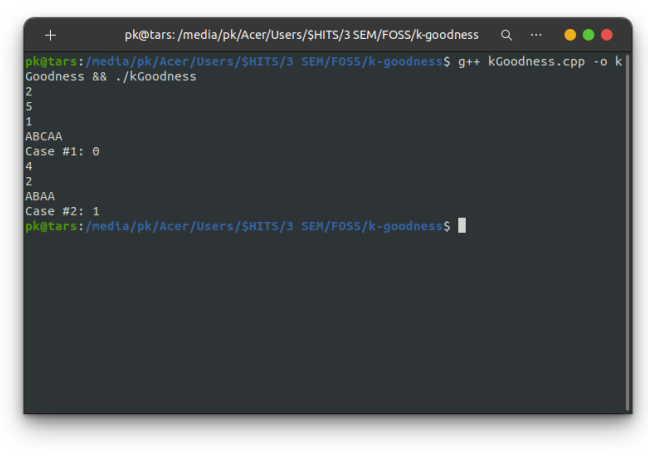 pk@tars: /media/pk/Acer/Users/$HITS/3 SEM/FOSS/k-goodness
pk@tars:/media/pk/Acer/Users/$HITS/3 SEM/FOSS/k-goodness$ g++ kGoodness.cpp -o k
Goodness && ./kGoodness
2
5
1
ABCAA
Case #1: 0
4
2
ABAA
Case #2: 1
pk@tars:/media/pk/Acer/Users/$HITS/3 SEM/FOSS/k-goodness$